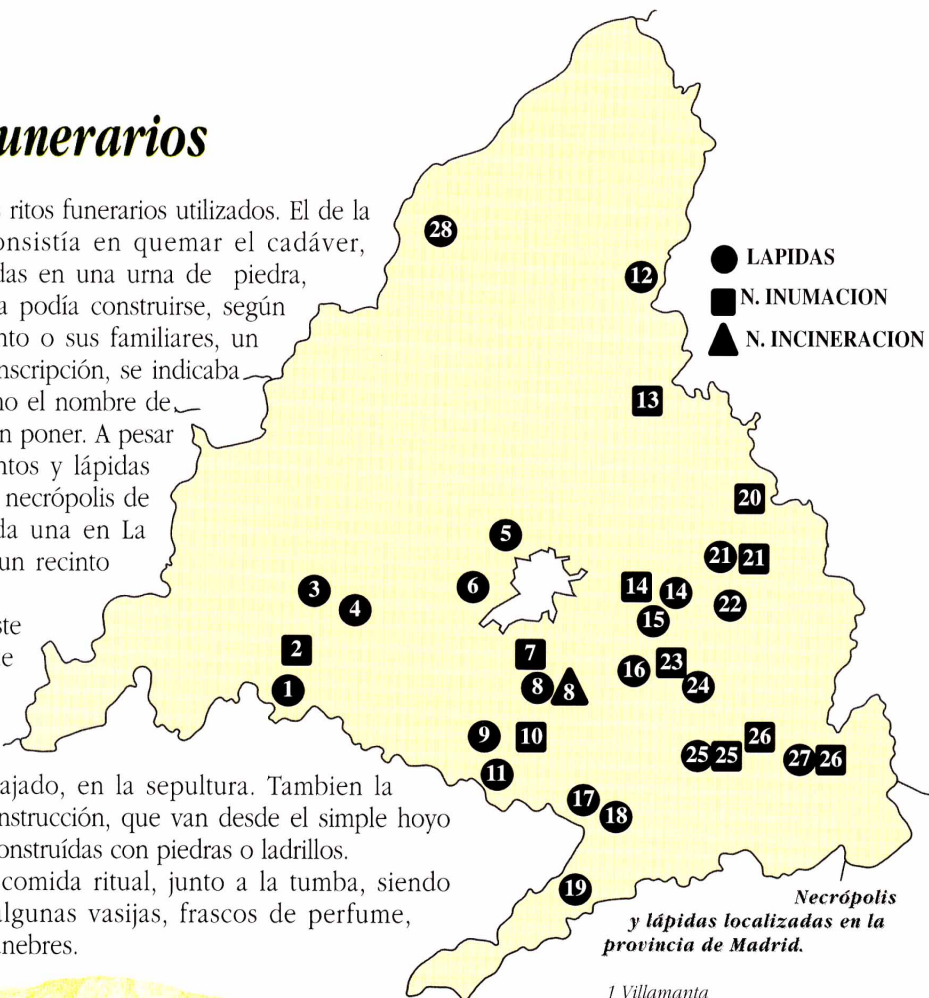 unerarios
ritos funerarios utilizados. El de la
onsistía en quemar el cadáver,
das en una urna de piedra,
a podía construirse, según
nto o sus familiares, un
nscripción, se indicaba
no el nombre de
n poner. A pesar
ntos y lápidas
necrópolis de
da una en La
un recinto
ste
e
ajado, en la sepultura. Tambien la
nstrucción, que van desde el simple hoyo
onstruídas con piedras o ladrillos.
comida ritual, junto a la tumba, siendo
algunas vasijas, frascos de perfume,
nebres.
LAPIDAS
N. INUMACION
N. INCINERACION
28
12
13
20
5
21 21
3 6 14 14
4 22
15
2 7 16 23
1 8 8 24
9 10 26
25 25 27 26
11
17
18
19
Necrópolis
y lápidas localizadas en la
provincia de Madrid.
1 Villamanta